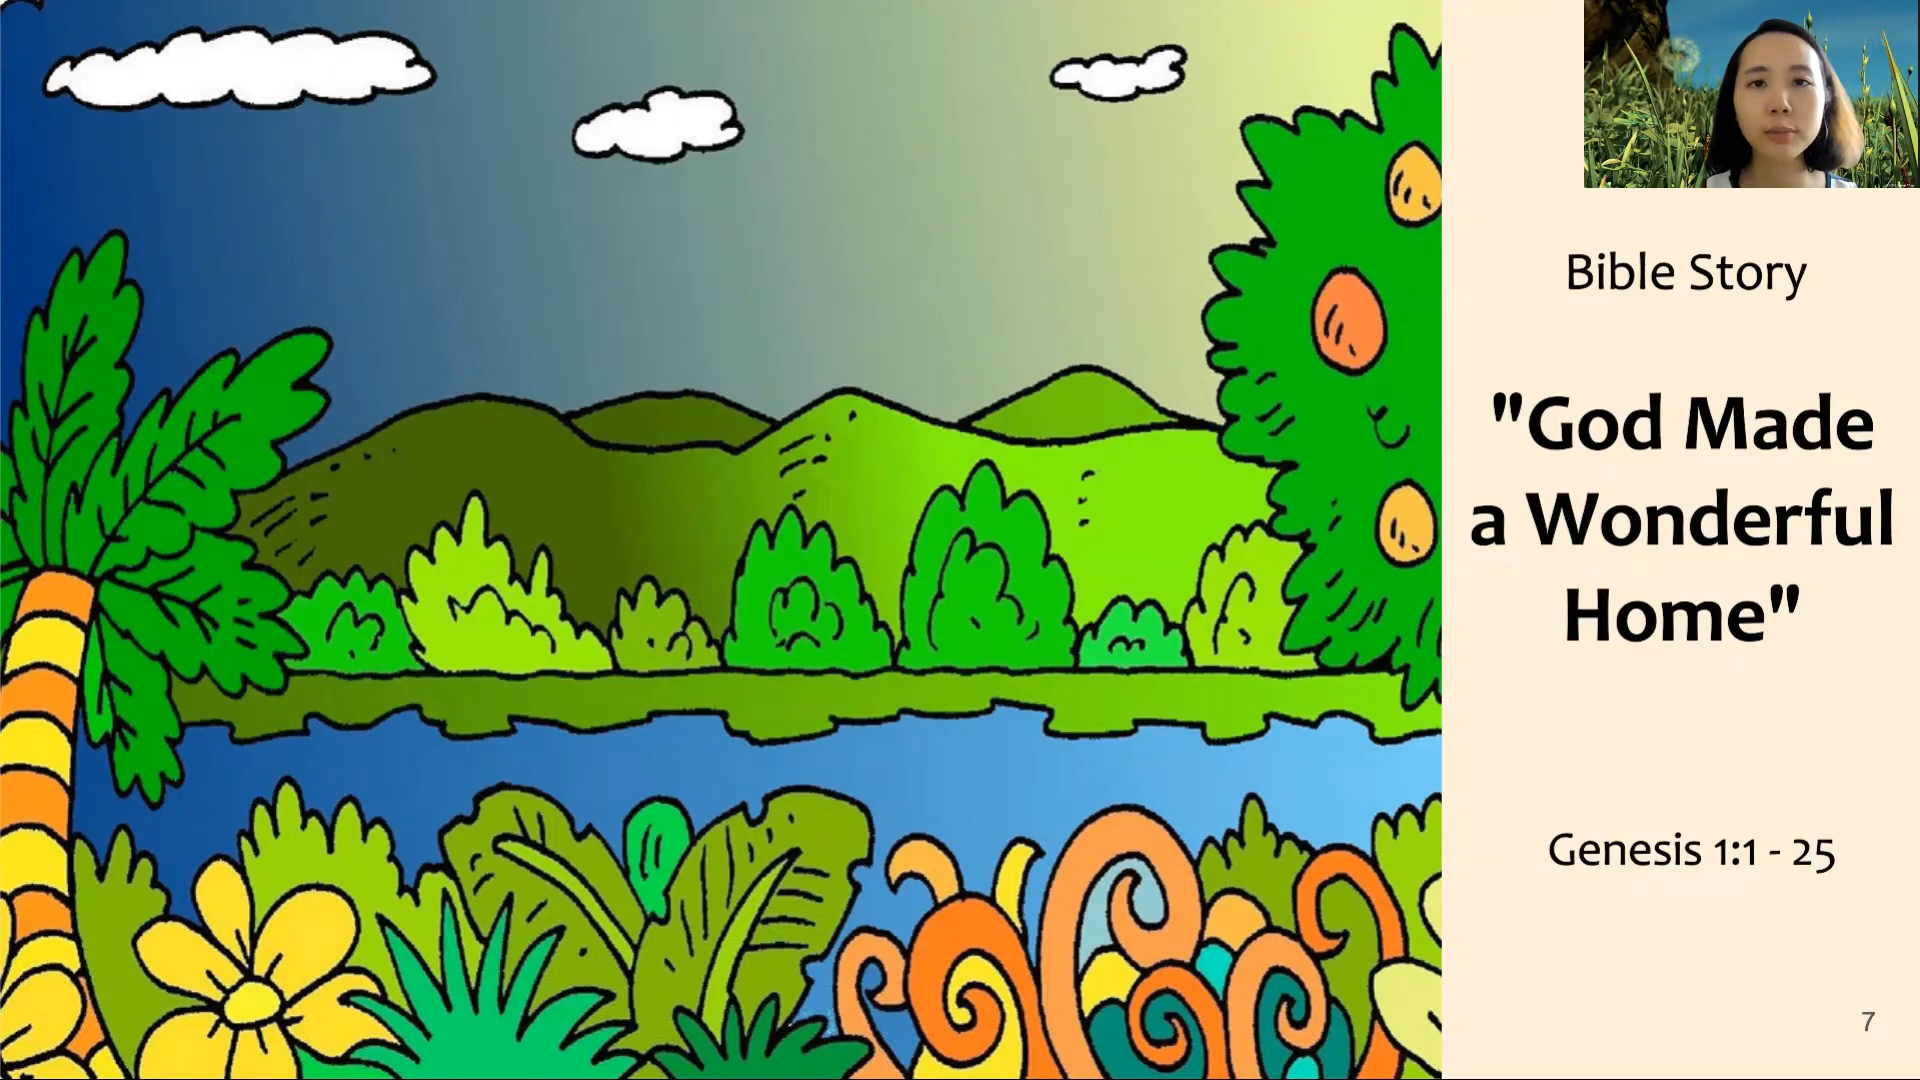 Bible Story
"God Made
a Wonderful
Home"
Genesis 1:1 - 25
7